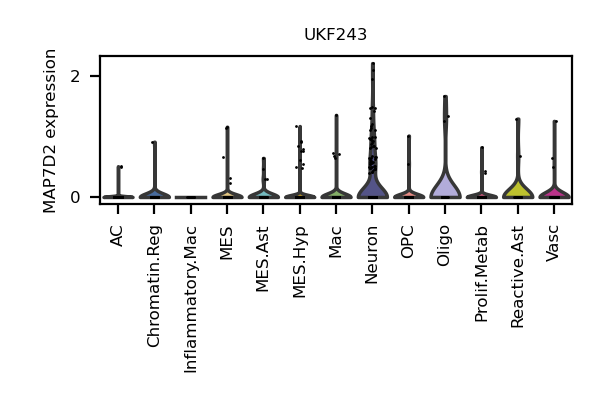 UKF243
MAP7D2 expression
2
0
AC
Chromatin.Reg
Inflammatory.Mac
MES
MES.Ast
MES.Hyp
Mac
Neuron
OPC
Oligo
Prolif.Metab
Reactive.Ast
Vasc